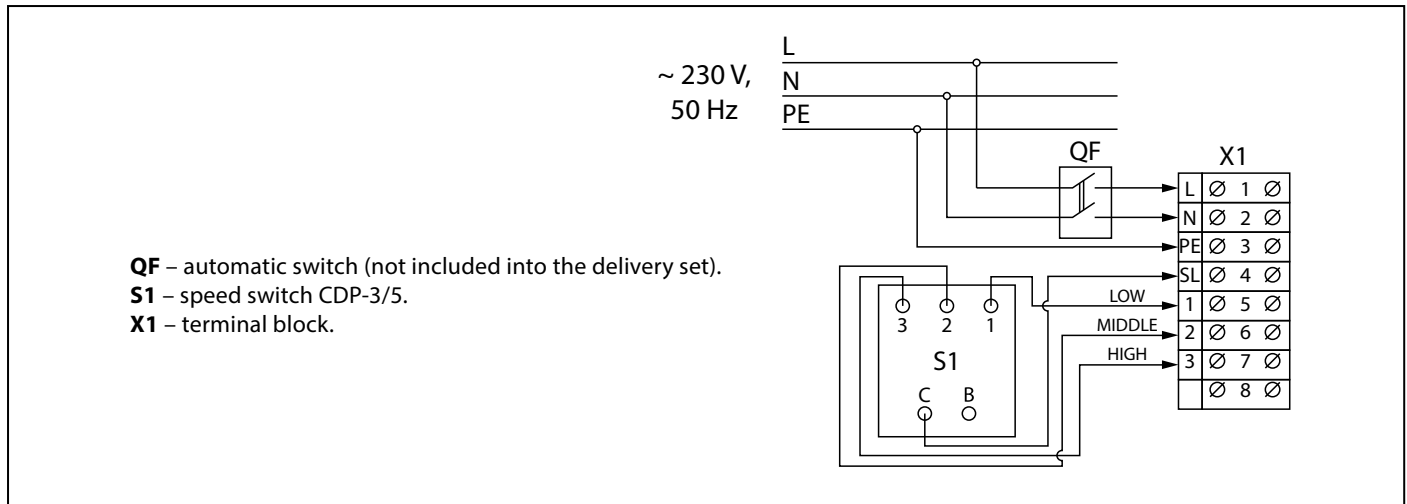 ~ 230 V,
50 Hz
L
N
PE
QF
X1
L 1
N 2
PE 3
SL 4
LOW 1 5
MIDDLE 2 6
HIGH 3 7
8
3 2 1
S1
C B
QF – automatic switch (not included into the delivery set).
S1 – speed switch CDP-3/5.
X1 – terminal block.